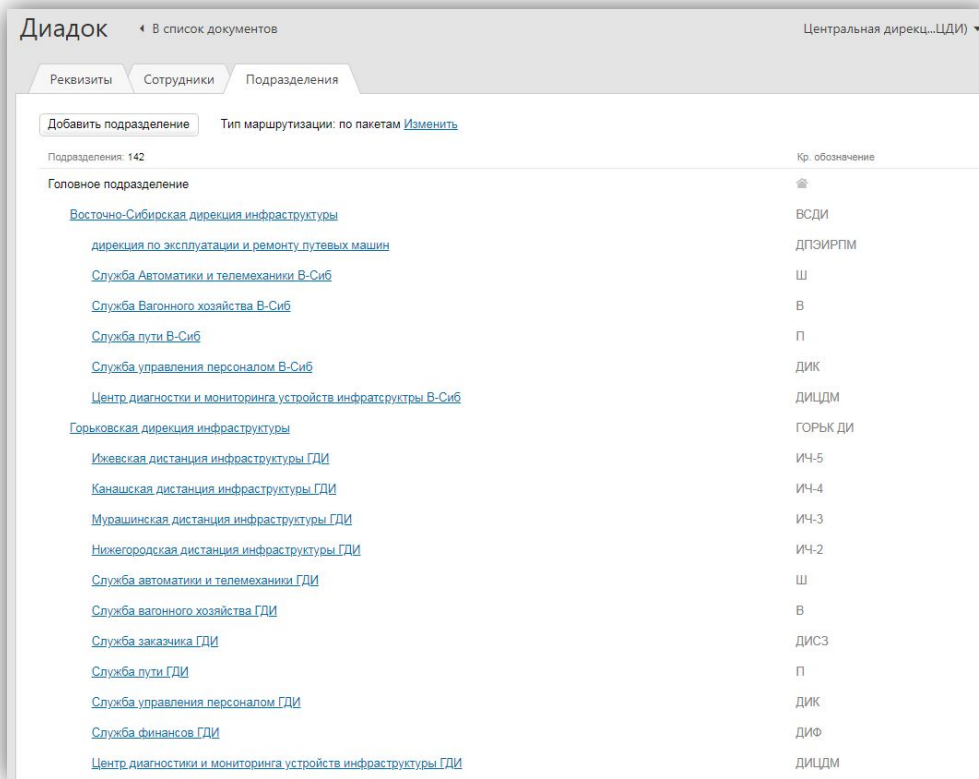 Диадок В список документов Центральная дирекц...ЦДИ)
Реквизиты Сотрудники Подразделения
Добавить подразделение Тип маршрутизации: по пакетам Изменить
Подразделения: 142 Кр. обозначение
Головное подразделение
Восточно-Сибирская дирекция инфраструктуры ВСДИ
дирекция по эксплуатации и ремонту путевых машин ДПЭИРПМ
Служба Автоматики и телемеханики В-Сиб Ш
Служба Вагонного хозяйства В-Сиб В
Служба пути В-Сиб П
Служба управления персоналом В-Сиб ДИК
Центр диагностки и мониторинга устройств инфратсруктры В-Сиб ДИЦДМ
Горьковская дирекция инфраструктуры ГОРЬК ДИ
Ижевская дистанция инфраструктуры ГДИ ИЧ-5
Канашская дистанция инфраструктуры ГДИ ИЧ-4
Мурашинская дистанция инфраструктуры ГДИ ИЧ-3
Нижегородская дистанция инфраструктуры ГДИ ИЧ-2
Служба автоматики и телемеханики ГДИ Ш
Служба вагонного хозяйства ГДИ В
Служба заказчика ГДИ ДИСЗ
Служба пути ГДИ П
Служба управления персоналом ГДИ ДИК
Служба финансов ГДИ ДИФ
Центр диагностики и мониторинга устройств инфраструктуры ГДИ ДИЦДМ